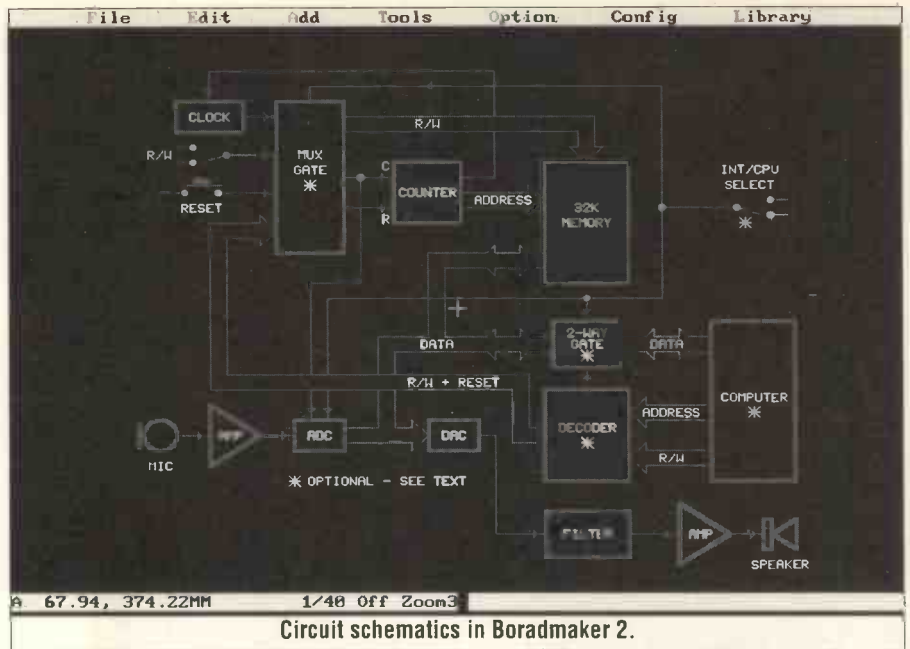 File Edit Add Tools Option Config Library
CLOCK
R/W
MUX
GATE
*
R/W
C
COUNTER
R
RESET
ADDRESS
32K
MEMORY
INT/CPU
SELECT
*
2-WAY
GATE
*
DATA
DATA
R/W + RESET
COMPUTER
*
ADDRESS
DECODER
*
R/W
MIC
AMP
ADC
DAC
* OPTIONAL - SEE TEXT
FILTER
AMP
SPEAKER
A 67.94, 374.22MM 1/40 Off Zoom3
Circuit schematics in Boradmaker 2.